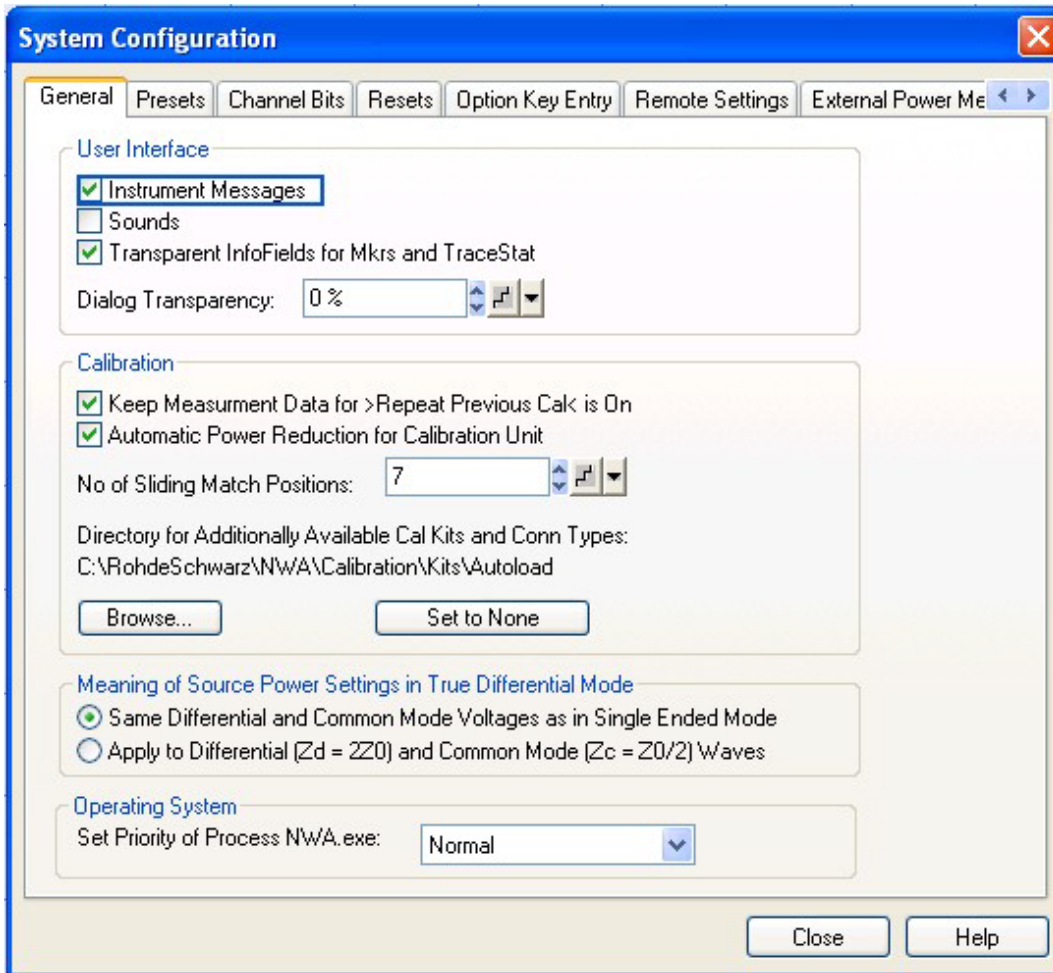 System Configuration
General Presets Channel Bits Resets Option Key Entry Remote Settings External Power Me
User Interface
Instrument Messages
Sounds
Transparent InfoFields for Mkrs and TraceStat
Dialog Transparency: 0 %
Calibration
Keep Measurment Data for >Repeat Previous Cal< is On
Automatic Power Reduction for Calibration Unit
No of Sliding Match Positions: 7
Directory for Additionally Available Cal Kits and Conn Types:
C:\RohdeSchwarz\NWA\Calibration\Kits\Autoload
Browse... Set to None
Meaning of Source Power Settings in True Differential Mode
Same Differential and Common Mode Voltages as in Single Ended Mode
Apply to Differential (Zd = 2Z0) and Common Mode (Zc = Z0/2) Waves
Operating System
Set Priority of Process NWA.exe: Normal
Close Help